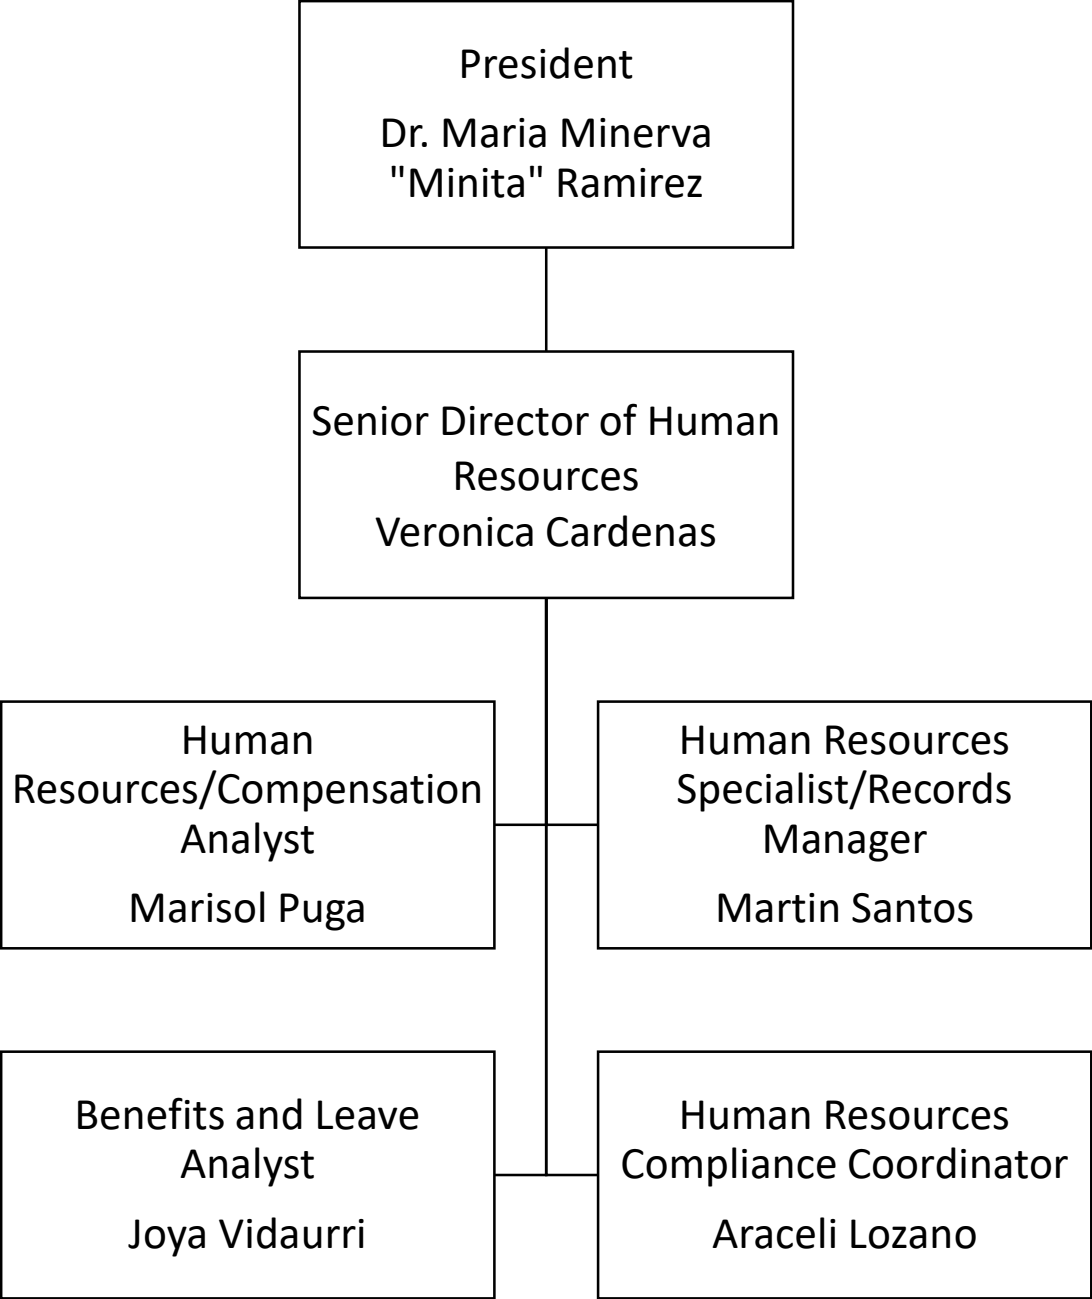 President
Dr. Maria Minerva
"Minita" Ramirez
Senior Director of Human
Resources
Veronica Cardenas
Human
Resources/Compensation
Analyst
Marisol Puga
Human Resources
Specialist/Records
Manager
Martin Santos
Benefits and Leave
Analyst
Joya Vidaurri
Human Resources
Compliance Coordinator
Araceli Lozano